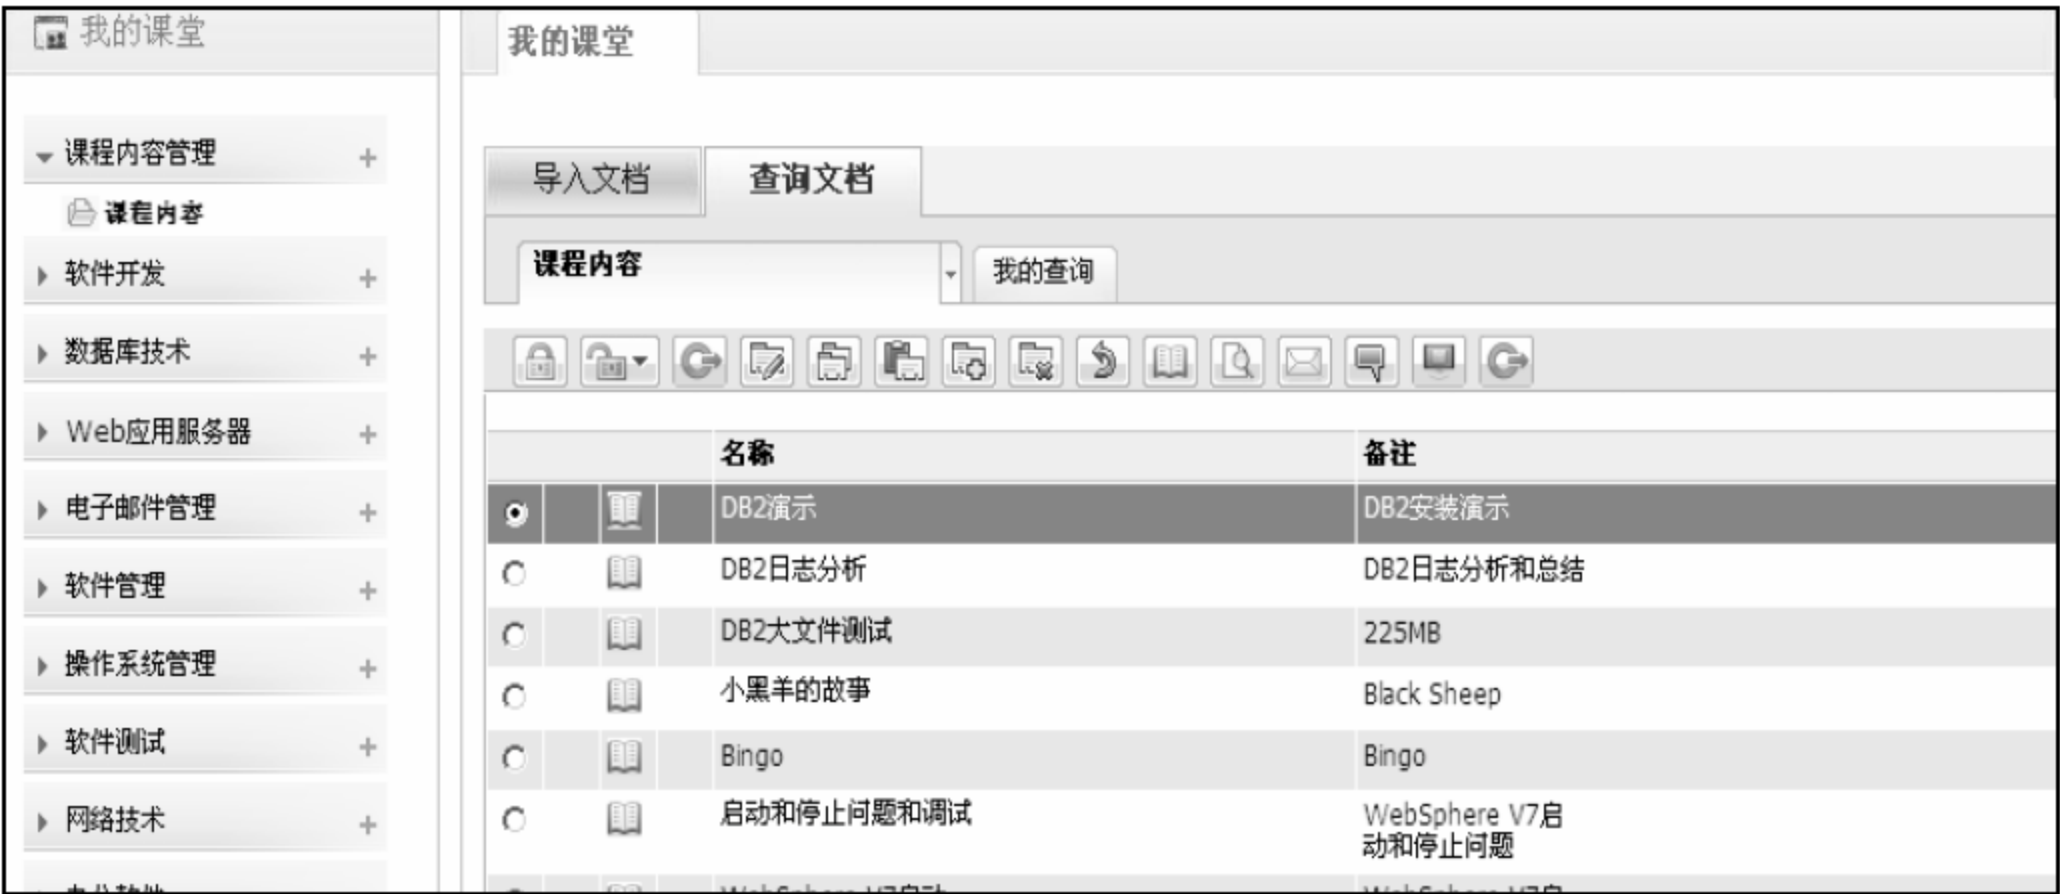 我的课堂
课程内容管理
课程内容
软件开发
数据库技术
Web应用服务器
电子邮件管理
软件管理
操作系统管理
软件测试
网络技术
我的课堂
导入文档 查询文档
课程内容 我的查询
名称 备注
DB2演示 DB2安装演示
DB2日志分析 DB2日志分析和总结
DB2大文件测试 225MB
小黑羊的故事 Black Sheep
Bingo Bingo
启动和停止问题和调试 WebSphere V7启
动和停止问题